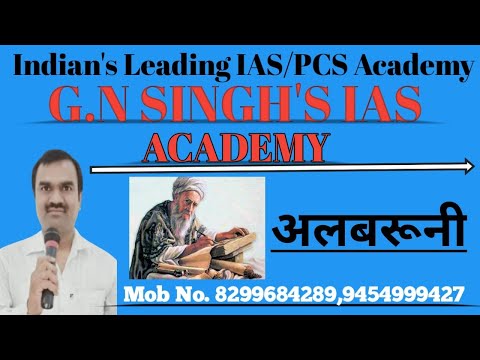 Indian's Leading IAS/PCS Academy
G.N SINGH'S IAS
ACADEMY
अलबरूनी
Mob No. 8299684289,9454999427